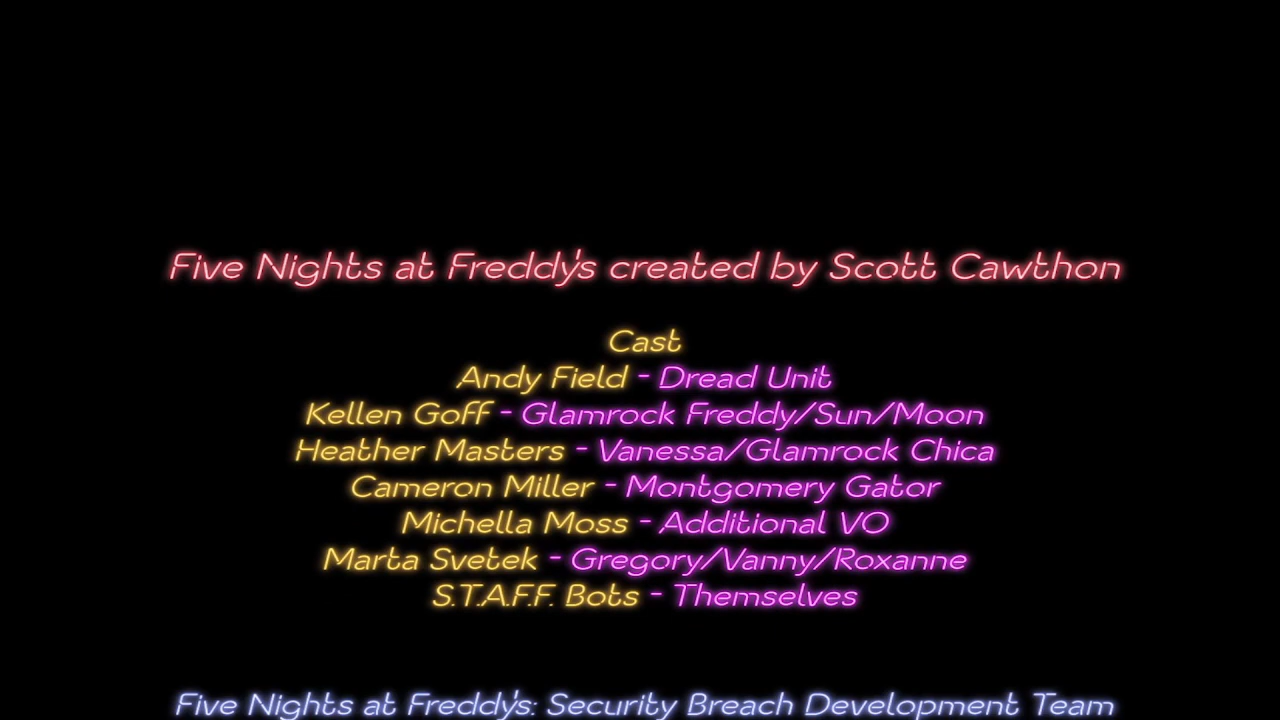 Five Nights at Freddy's created by Scott Cawthon
Cast
Andy Field - Dread Unit
Kellen Goff - Glamrock Freddy/Sun/Moon
Heather Masters - Vanessa/Glamrock Chica
Cameron Miller - Montgomery Gator
Michella Moss - Additional VO
Marta Svetek - Gregory/Vanny/Roxanne
S.T.A.F.F. Bots - Themselves
Five Nights at Freddy's: Security Breach Development Team